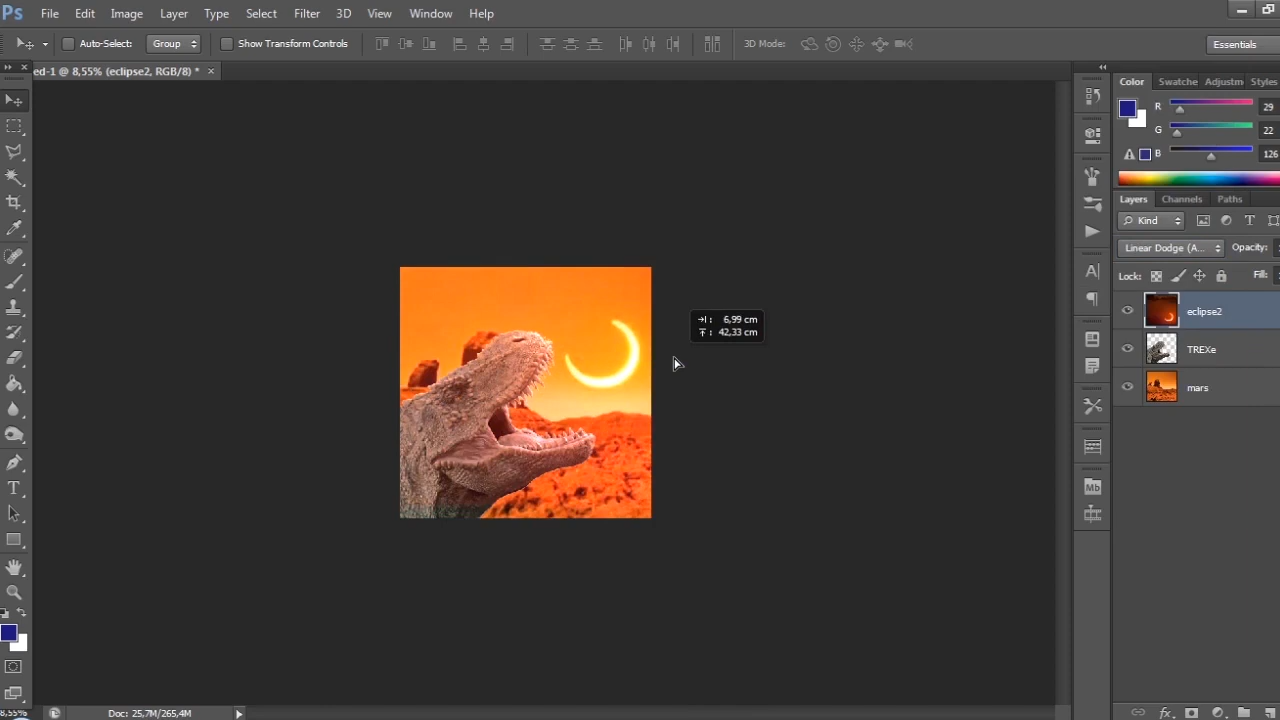 Ps File Edit Image Layer Type Select Filter 3D View Window Help
Auto-Select: Group Show Transform Controls 3D Mode: Essentials
ed-1 @ 8,55% (eclipse2, RGB/8) * ×
Color Swatche Adjustm Styles
R 29
G 22
B 126
Layers Channels Paths
Kind T
Linear Dodge (A... Opacity:
Lock: Fill:
eclipse2
TREXe
mars
6,99 cm
42,33 cm
A
Mb
T
8,55% Doc: 25,7M/265,4M
fx